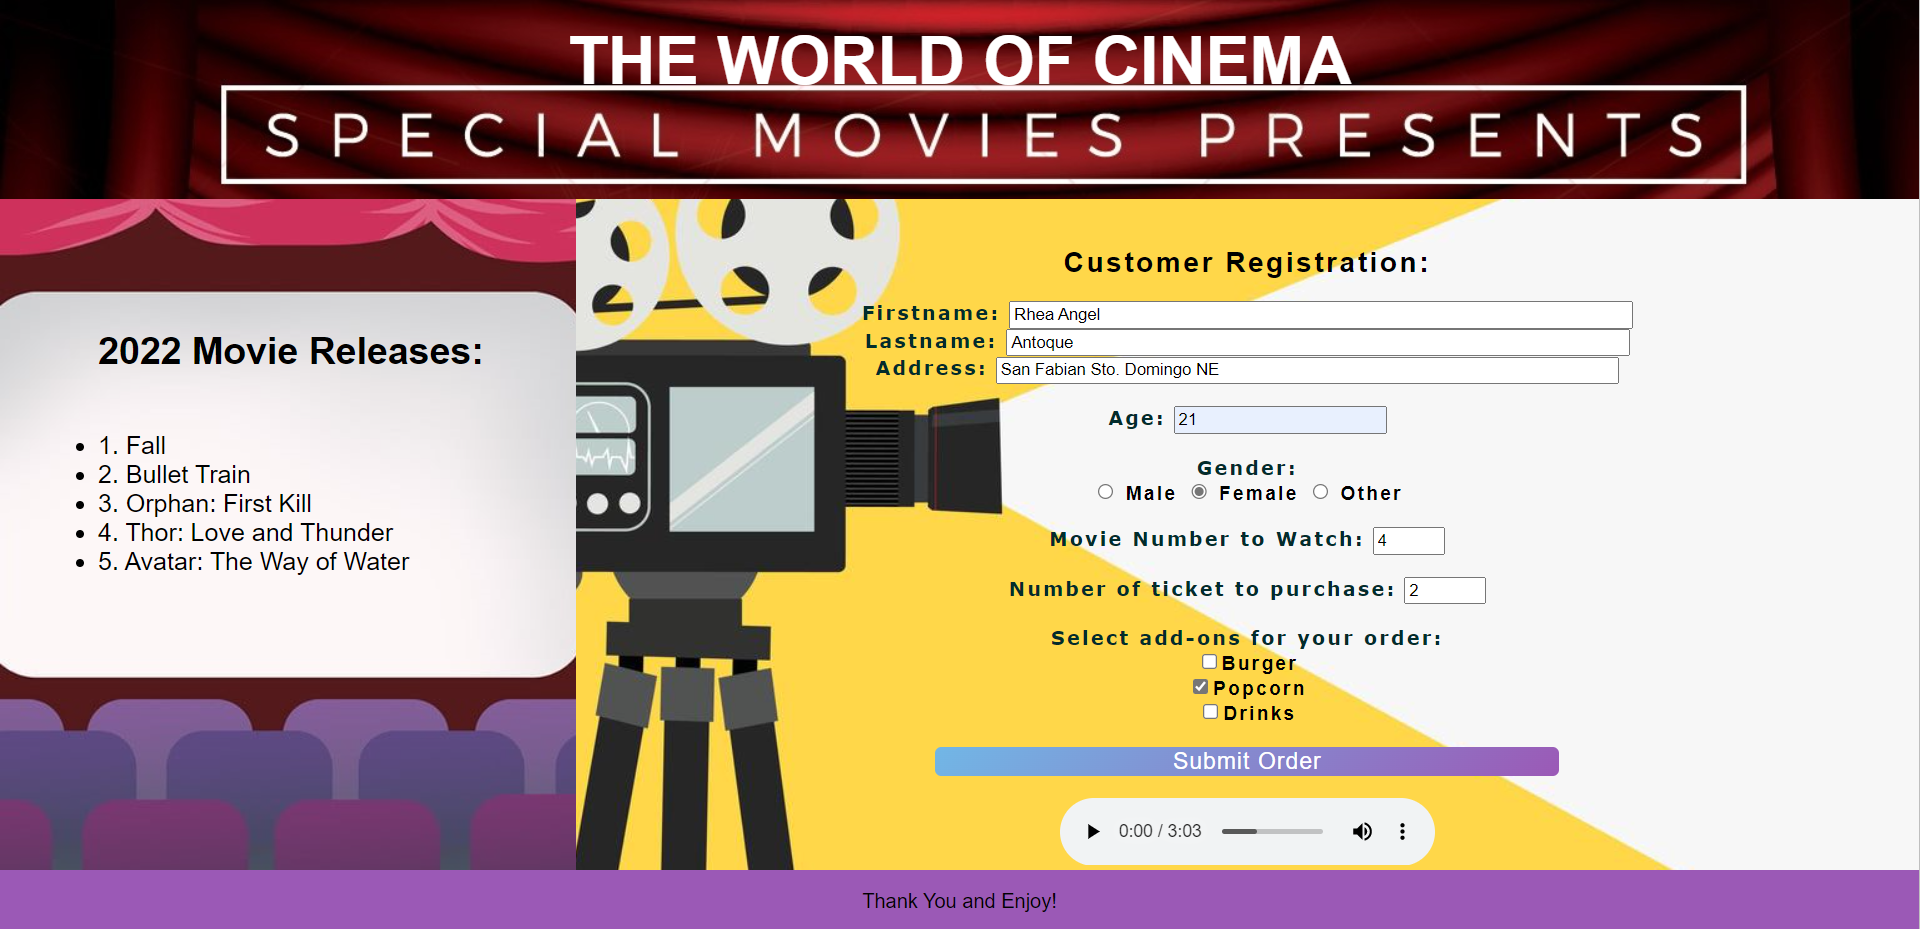 THE WORLD OF CINEMA
SPECIAL MOVIES PRESENTS
2022 Movie Releases:
1. Fall
2. Bullet Train
3. Orphan: First Kill
4. Thor: Love and Thunder
5. Avatar: The Way of Water
Customer Registration:
Firstname: Rhea Angel
Lastname: Antoque
Address: San Fabian Sto. Domingo NE
Age: 21
Gender:
Male Female Other
Movie Number to Watch: 4
Number of ticket to purchase: 2
Select add-ons for your order:
Burger
Popcorn
Drinks
Submit Order
0:00 / 3:03
Thank You and Enjoy!